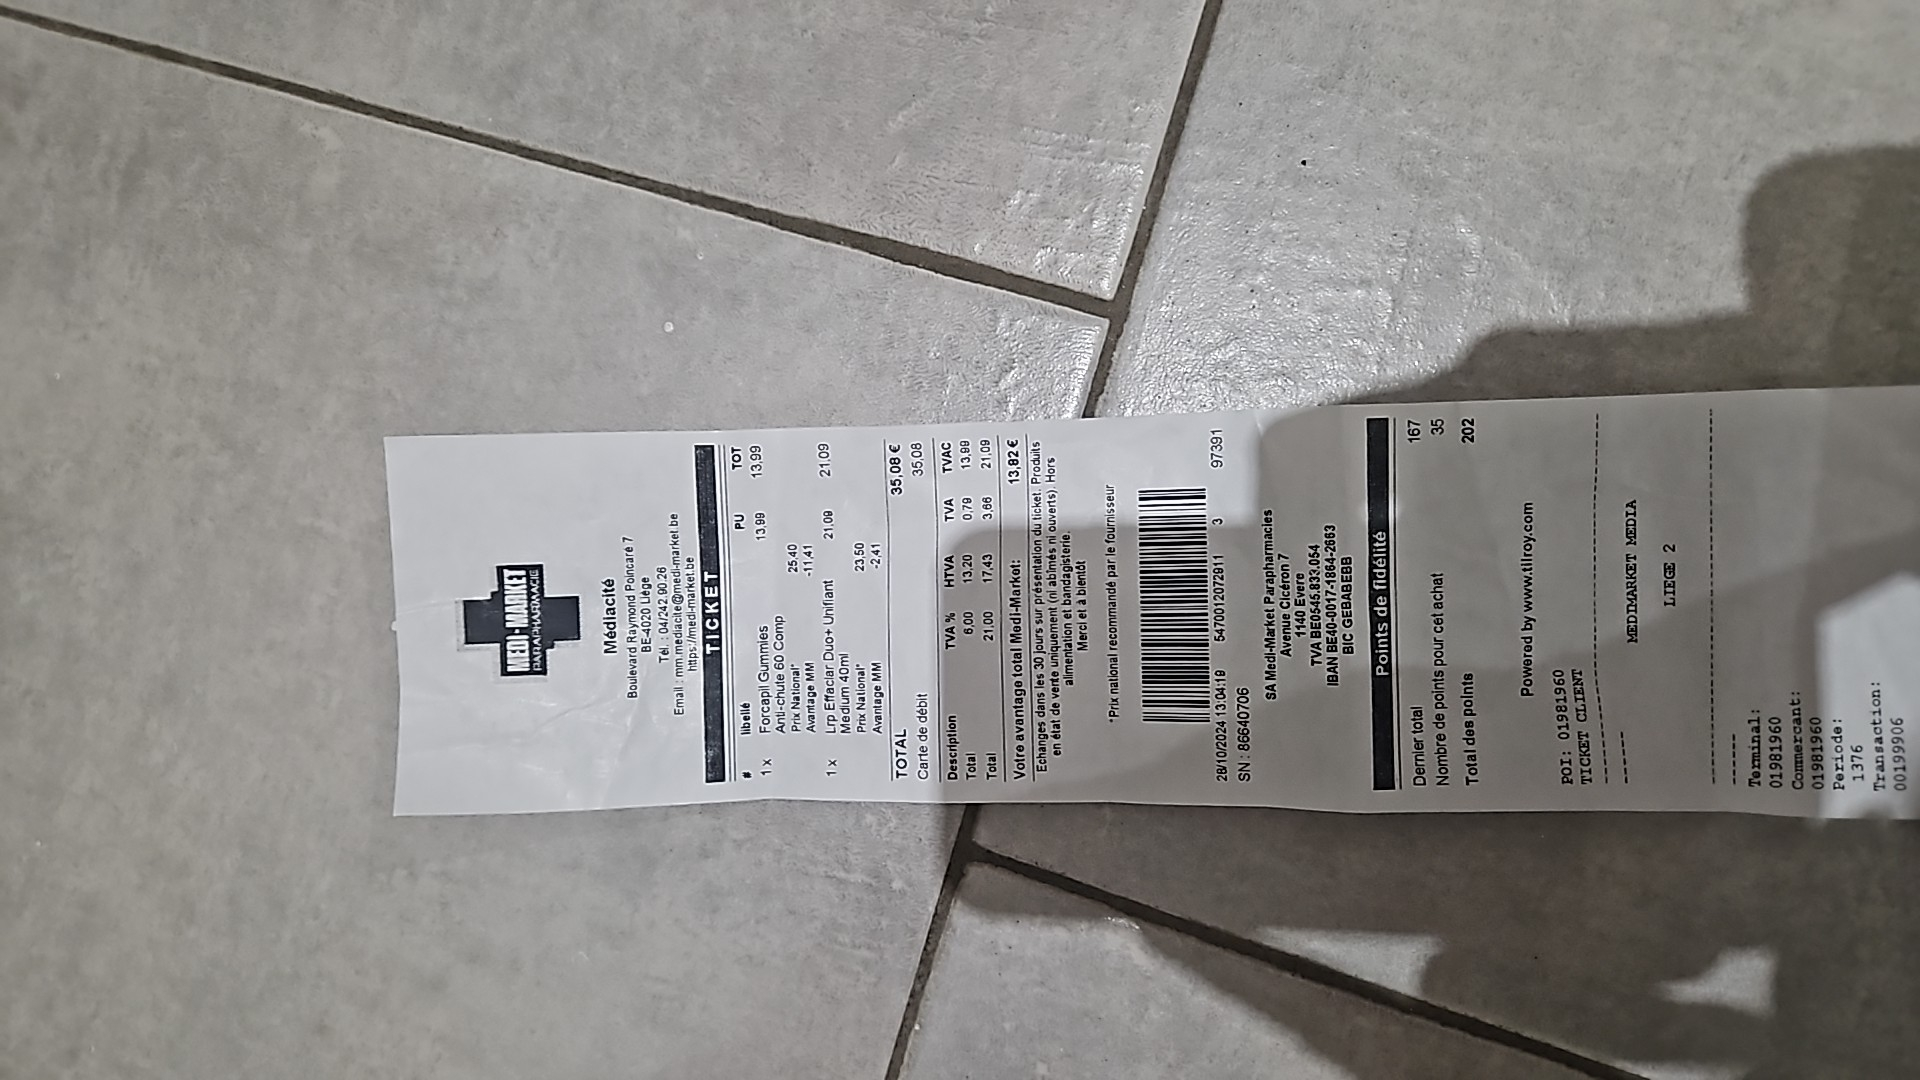 MEDI-MARKET
PARAPHARMACIE
Médiacité
Boulevard Raymond Poincaré 7
BE-4020 Liège
Tél. : 04/242.90.26
Email : mm.mediacite@medi-market.be
https://medi-market.be
TICKET
# libellé PU TOT
1 x Forcapil Gummies 13,99 13,99
Anti-chute 60 Comp
Prix National* 25,40
Avantage MM -11,41
1 x Lrp Effaclar Duo+ Unifiant 21,09 21,09
Medium 40ml
Prix National* 23,50
Avantage MM -2,41
TOTAL 35,08 €
Carte de débit 35,08
Description TVA % HTVA TVA TVAC
Total 6,00 13,20 0,79 13,99
Total 21,00 17,43 3,66 21,09
Votre avantage total Medi-Market: 13,82 €
Echanges dans les 30 jours sur présentation du ticket. Produits
en état de vente uniquement (ni abîmés ni ouverts). Hors
alimentation et bandagisterie.
Merci et à bientôt
*Prix national recommandé par le fournisseur
28/10/2024 13:04:19 5470012072911 3 97391
SN : 86640706
SA Medi-Market Parapharmacies
Avenue Cicéron 7
1140 Evere
TVA BE0545.833.054
IBAN BE40-0017-1864-2663
BIC GEBABEBB
Points de fidélité
Dernier total 167
Nombre de points pour cet achat 35
Total des points 202
Powered by www.tilroy.com
POI: 01981960
TICKET CLIENT
MEDIMARKET MEDIA
LIEGE 2
Terminal:
01981960
Commercant:
01981960
Periode:
1376
Transaction:
00199906